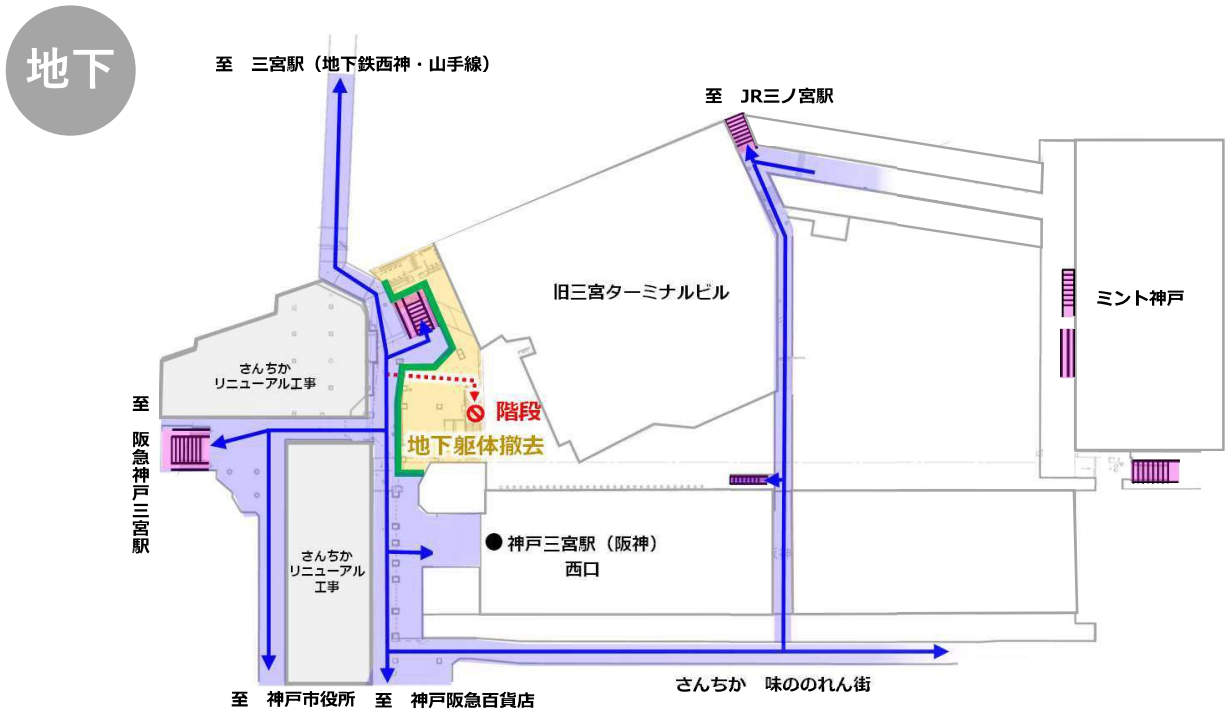 地下
至　三宮駅（地下鉄西神・山手線）
至　JR三ノ宮駅
旧三宮ターミナルビル
ミント神戸
さんちか
リニューアル工事
階段
地下躯体撤去
至　阪急神戸三宮駅
神戸三宮駅（阪神）
西口
さんちか
リニューアル
工事
さんちか　味ののれん街
至　神戸市役所
至　神戸阪急百貨店